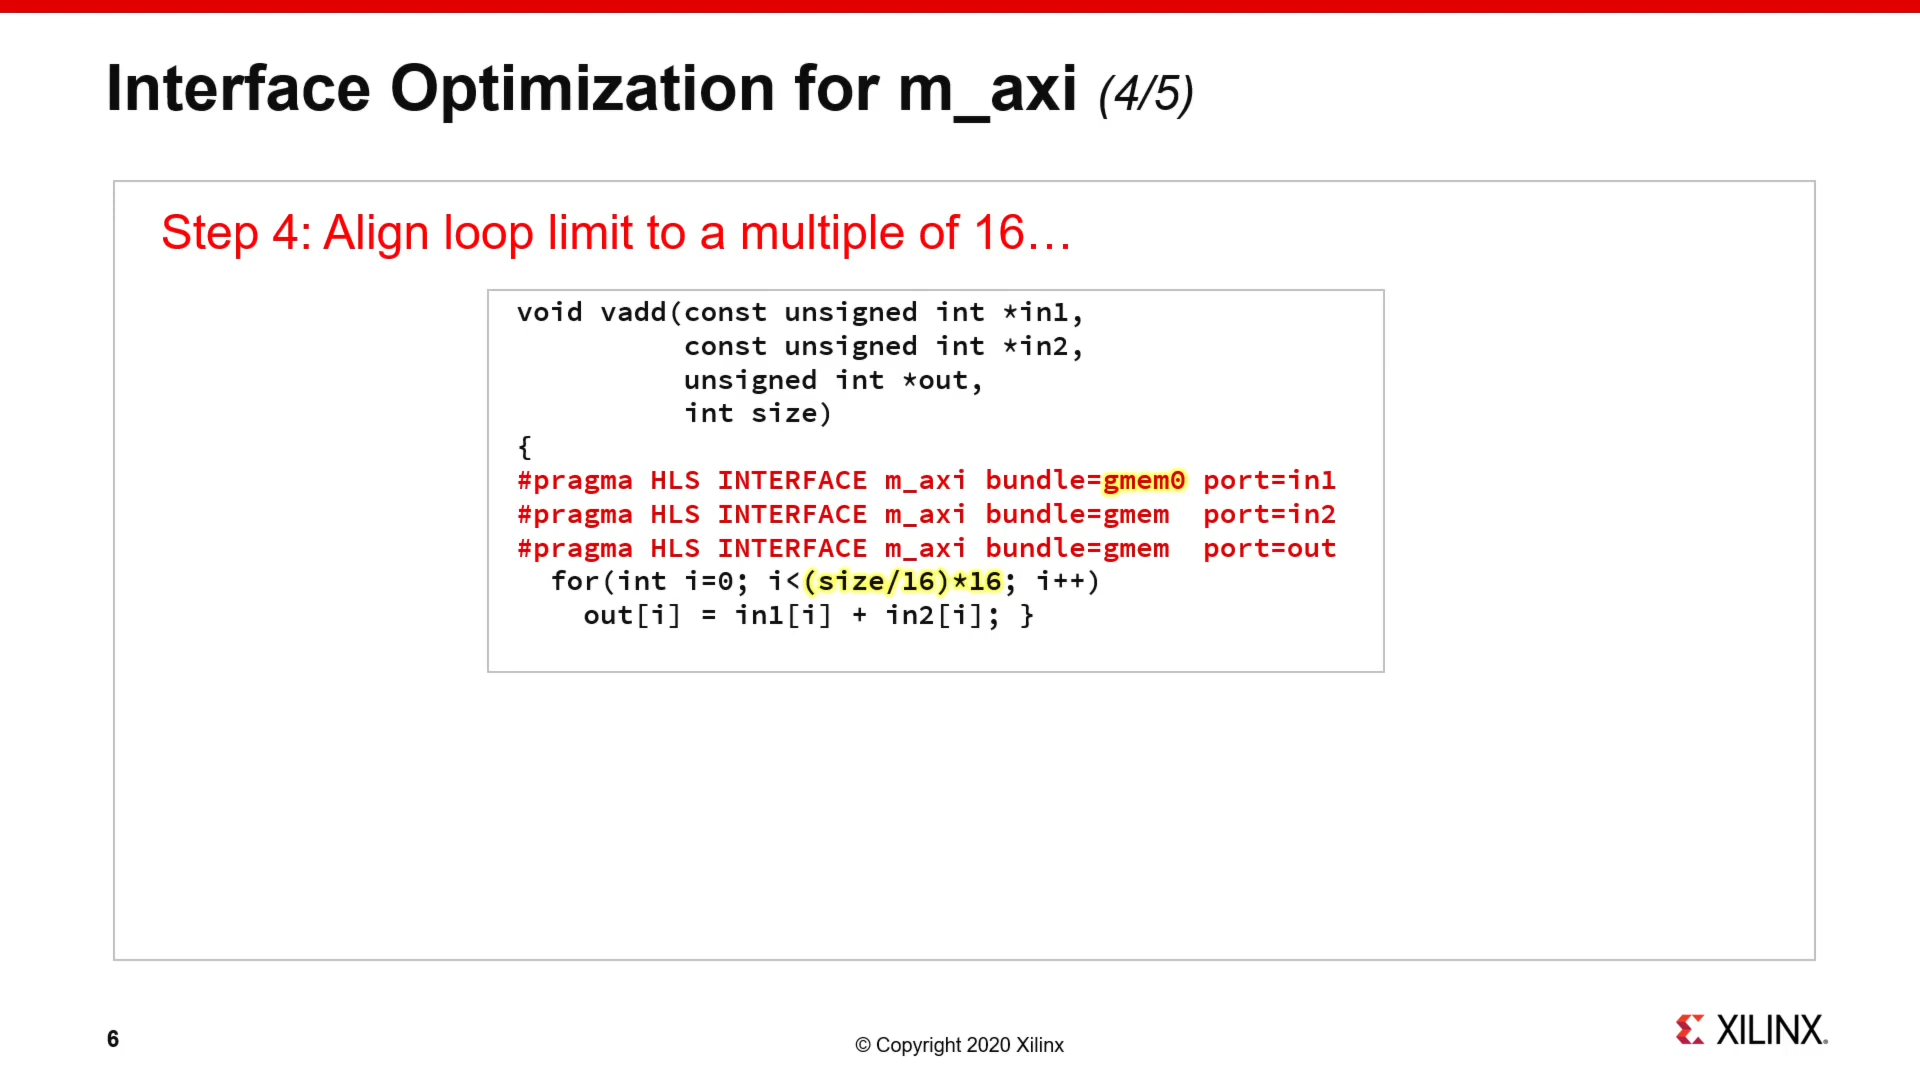 Interface Optimization for m_axi (4/5)
Step 4: Align loop limit to a multiple of 16…
void vadd(const unsigned int *in1,
const unsigned int *in2,
unsigned int *out,
int size)
{
#pragma HLS INTERFACE m_axi bundle=gmem0 port=in1
#pragma HLS INTERFACE m_axi bundle=gmem port=in2
#pragma HLS INTERFACE m_axi bundle=gmem port=out
for(int i=0; i<(size/16)*16; i++)
out[i] = in1[i] + in2[i]; }
6
© Copyright 2020 Xilinx
XILINX.